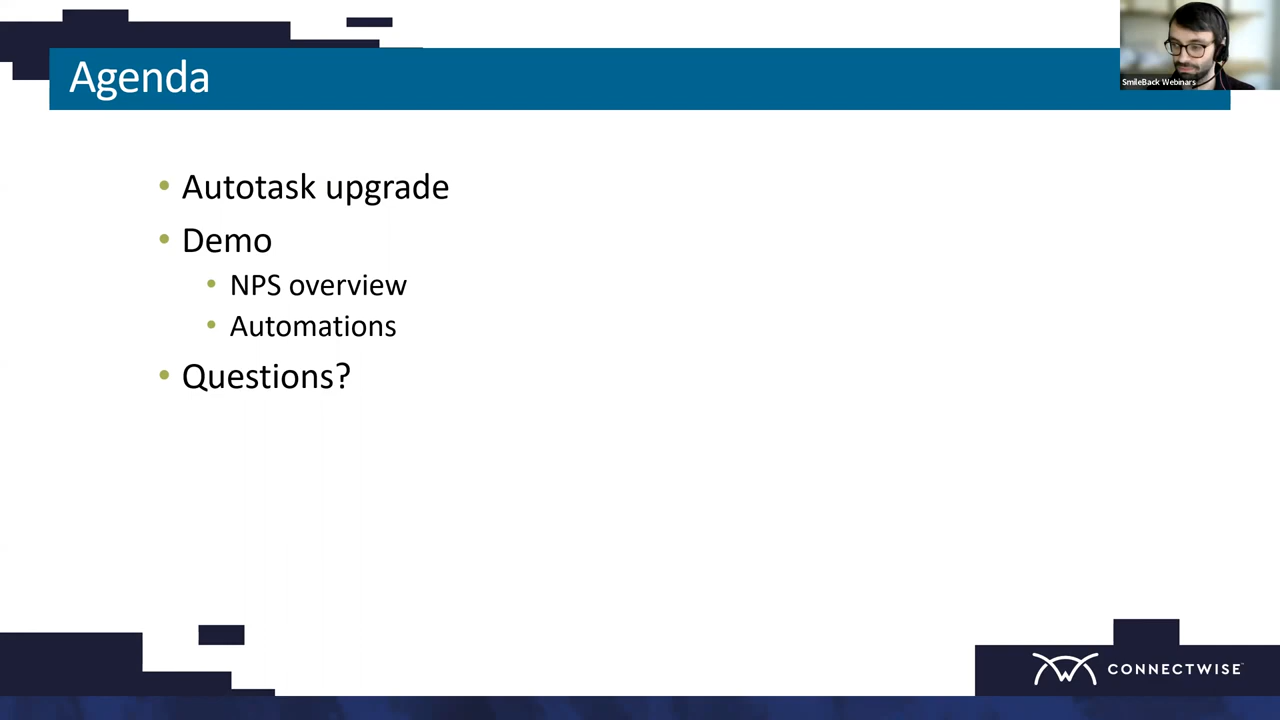 Agenda
SmileBack Webinars
• Autotask upgrade
• Demo
• NPS overview
• Automations
• Questions?
CONNECTWISE